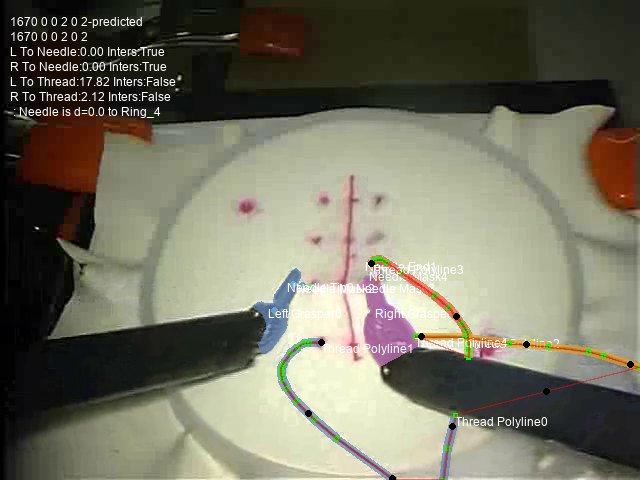 1670 0 0 2 0 2-predicted
1670 0 0 2 0 2
L To Needle:0.00 Inters:True
R To Needle:0.00 Inters:True
L To Thread:17.82 Inters:False
R To Thread:2.12 Inters:False
: Needle is d=0.0 to Ring_4
Thread Polyline3
Left Grasper
Right Graspe
Thread Polyline1
Thread Polyline4
Thread Polyline0